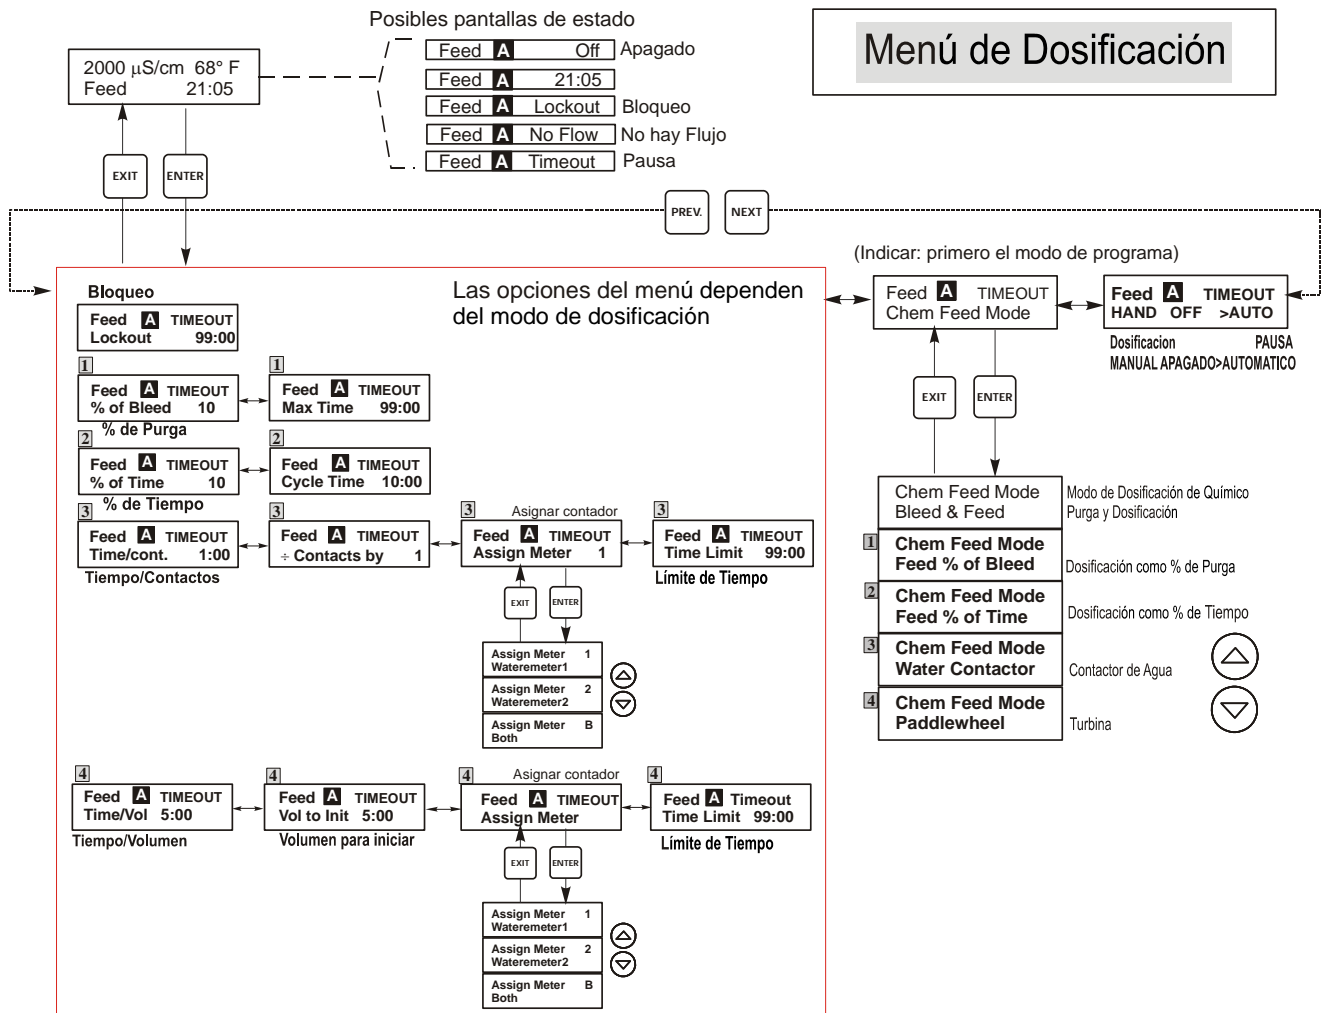 Posibles pantallas de estado
Menú de Dosificación
2000 µS/cm 68° F
Feed 21:05
Feed A Off Apagado
Feed A 21:05
Feed A Lockout Bloqueo
Feed A No Flow No hay Flujo
Feed A Timeout Pausa
EXIT ENTER
PREV. NEXT
(Indicar: primero el modo de programa)
Feed A TIMEOUT
Chem Feed Mode
Feed A TIMEOUT
HAND OFF >AUTO
Dosificacion PAUSA
MANUAL APAGADO>AUTOMATICO
EXIT ENTER
Chem Feed Mode
Bleed & Feed
Modo de Dosificación de Químico
Purga y Dosificación
1
Chem Feed Mode
Feed % of Bleed
Dosificación como % de Purga
2
Chem Feed Mode
Feed % of Time
Dosificación como % de Tiempo
3
Chem Feed Mode
Water Contactor
Contactor de Agua
4
Chem Feed Mode
Paddlewheel
Turbina
Las opciones del menú dependen
del modo de dosificación
Bloqueo
Feed A TIMEOUT
Lockout 99:00
1
Feed A TIMEOUT
% of Bleed 10
% de Purga
1
Feed A TIMEOUT
Max Time 99:00
2
Feed A TIMEOUT
% of Time 10
% de Tiempo
2
Feed A TIMEOUT
Cycle Time 10:00
3
Feed A TIMEOUT
Time/cont. 1:00
Tiempo/Contactos
3
Feed A TIMEOUT
÷ Contacts by 1
3
Asignar contador
Feed A TIMEOUT
Assign Meter 1
3
Feed A TIMEOUT
Time Limit 99:00
Límite de Tiempo
EXIT ENTER
Assign Meter 1
Wateremeter1
Assign Meter 2
Wateremeter2
Assign Meter B
Both
4
Feed A TIMEOUT
Time/Vol 5:00
Tiempo/Volumen
4
Feed A TIMEOUT
Vol to Init 5:00
Volumen para iniciar
4
Asignar contador
Feed A TIMEOUT
Assign Meter
4
Feed A Timeout
Time Limit 99:00
Límite de Tiempo
EXIT ENTER
Assign Meter 1
Wateremeter1
Assign Meter 2
Wateremeter2
Assign Meter B
Both